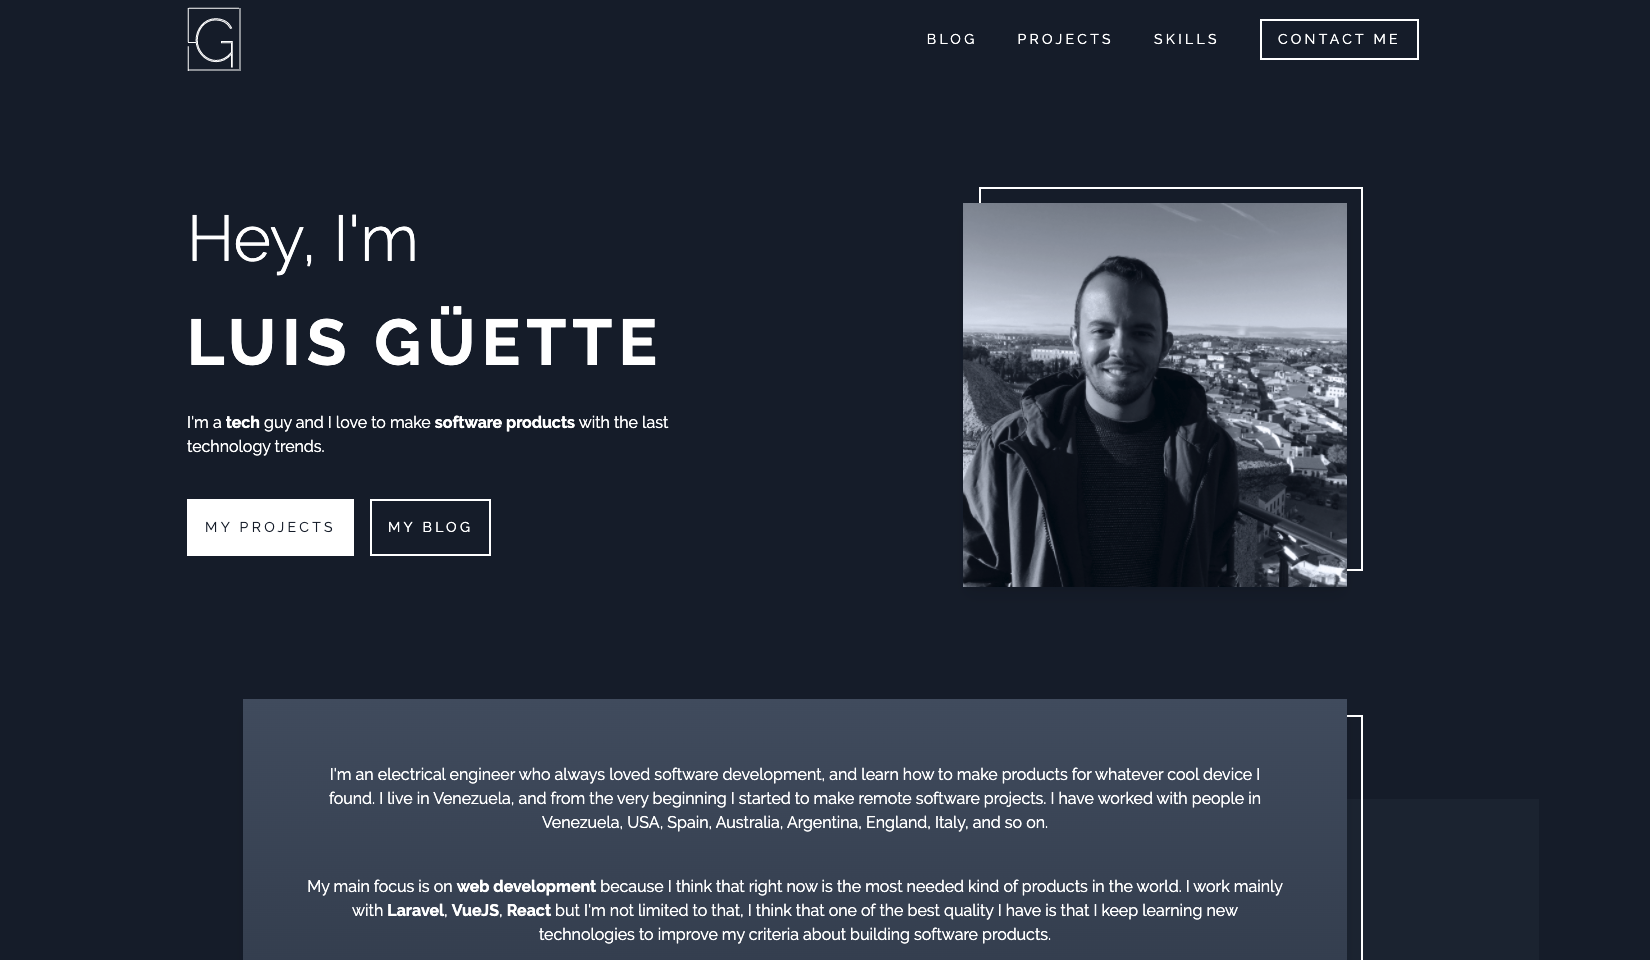 G
BLOG PROJECTS SKILLS CONTACT ME
Hey, I'm
LUIS GÜETTE
I'm a tech guy and I love to make software products with the last
technology trends.
MY PROJECTS MY BLOG
I'm an electrical engineer who always loved software development, and learn how to make products for whatever cool device I
found. I live in Venezuela, and from the very beginning I started to make remote software projects. I have worked with people in
Venezuela, USA, Spain, Australia, Argentina, England, Italy, and so on.
My main focus is on web development because I think that right now is the most needed kind of products in the world. I work mainly
with Laravel, VueJS, React but I'm not limited to that, I think that one of the best quality I have is that I keep learning new
technologies to improve my criteria about building software products.